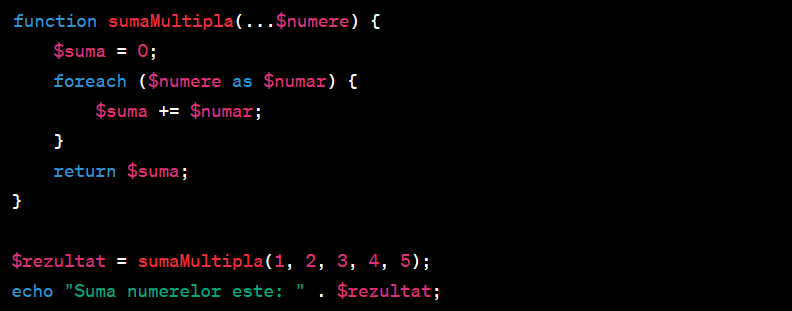 function sumaMultipla(...$numere) {
    $suma = 0;
    foreach ($numere as $numar) {
        $suma += $numar;
    }
    return $suma;
}

$rezultat = sumaMultipla(1, 2, 3, 4, 5);
echo "Suma numerelor este: " . $rezultat;